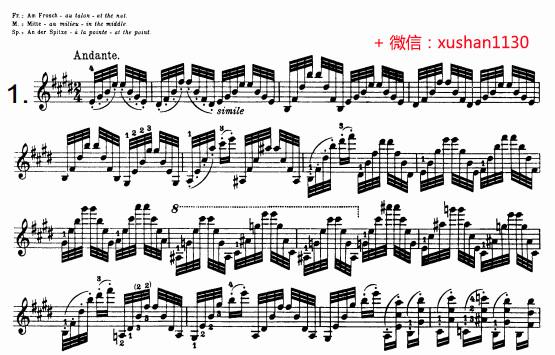 Fr.: Am Frosch - au talon - at the nut.
M.: Mitte - au milieu - in the middle
Sp.: An der Spitze - à la pointe - at the point.
+ 微信：xushan1130
Andante.
1.
simile
8